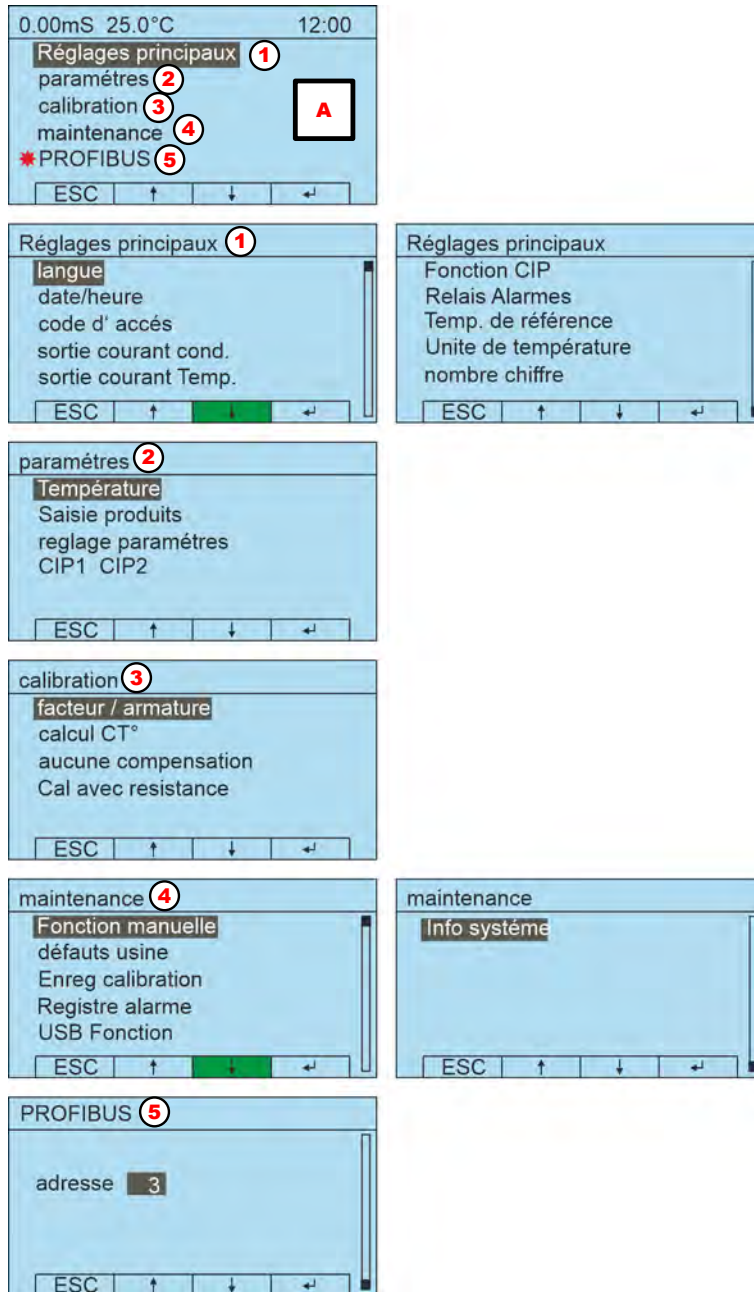 0.00mS 25.0°C 12:00
Réglages principaux 1
paramétres 2
calibration 3
maintenance 4
PROFIBUS 5
A
ESC ↑ ↓ ↵
Réglages principaux 1
langue
date/heure
code d' accés
sortie courant cond.
sortie courant Temp.
ESC ↑ ↓ ↵
Réglages principaux
Fonction CIP
Relais Alarmes
Temp. de référence
Unite de température
nombre chiffre
ESC ↑ ↓ ↵
paramétres 2
Température
Saisie produits
reglage paramétres
CIP1 CIP2
ESC ↑ ↓ ↵
calibration 3
facteur / armature
calcul CT°
aucune compensation
Cal avec resistance
ESC ↑ ↓ ↵
maintenance 4
Fonction manuelle
défauts usine
Enreg calibration
Registre alarme
USB Fonction
ESC ↑ ↓ ↵
maintenance
Info systéme
ESC ↑ ↓ ↵
PROFIBUS 5
adresse 3
ESC ↑ ↓ ↵